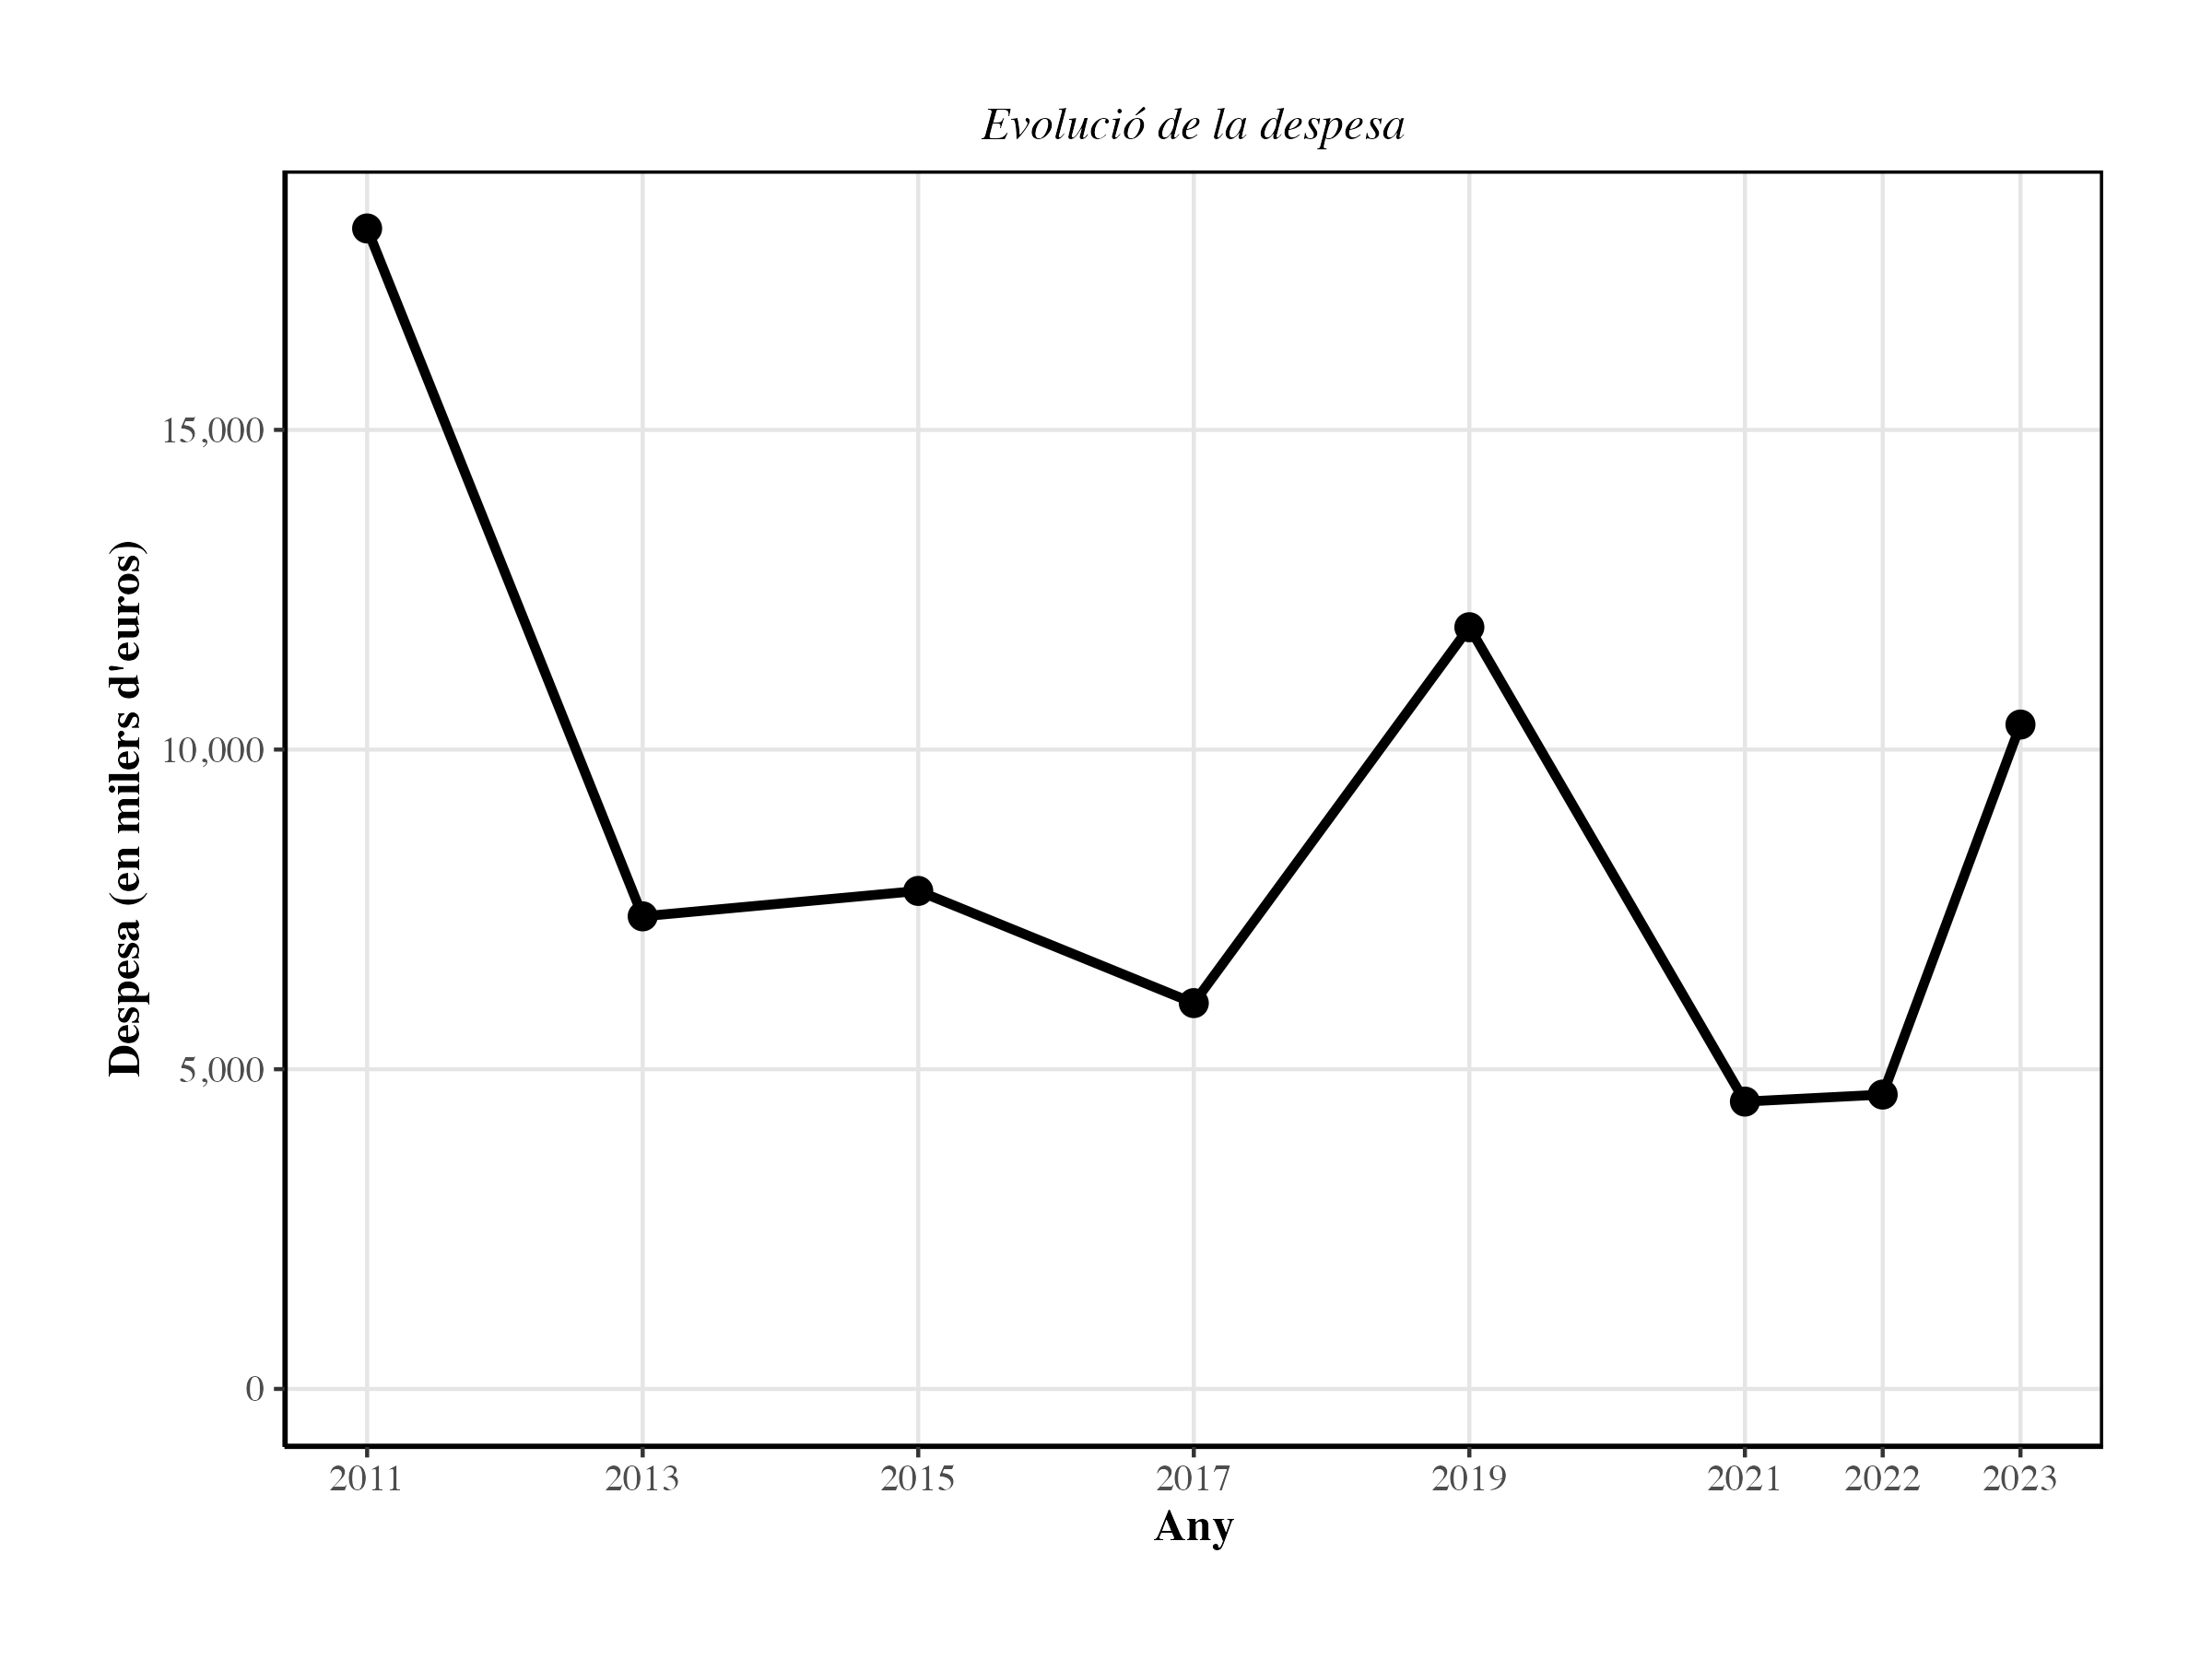 Evolució de la despesa
Despesa (en milers d'euros)
15,000
10,000
5,000
0
2011 2013 2015 2017 2019 2021 2022 2023
Any